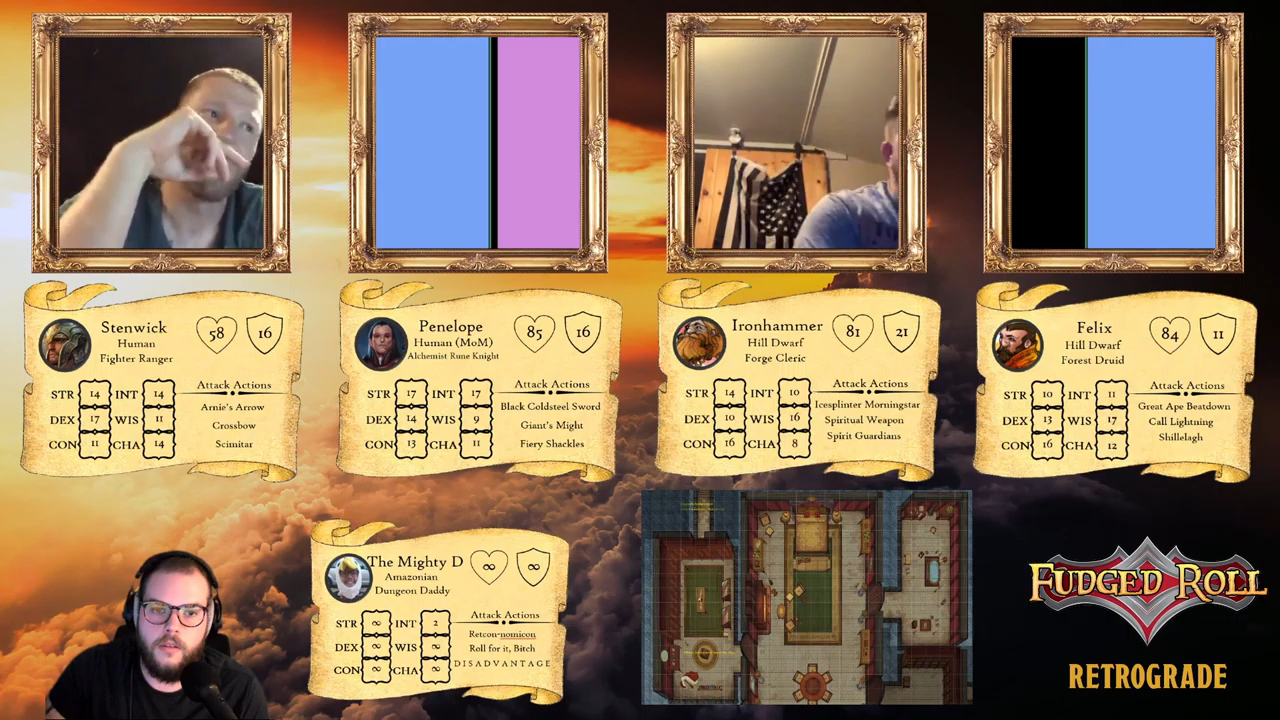 Stenwick
Human
Fighter Ranger
58
16
STR 14 INT 14
DEX 17 WIS 11
CON 11 CHA 14
Attack Actions
Arnie's Arrow
Crossbow
Scimitar
Penelope
Human (MoM)
Alchemist Rune Knight
85
16
STR 17 INT 17
DEX 14 WIS 9
CON 13 CHA 11
Attack Actions
Black Coldsteel Sword
Giant's Might
Fiery Shackles
Ironhammer
Hill Dwarf
Forge Cleric
81
21
STR 14 INT 10
DEX 10 WIS 16
CON 16 CHA 8
Attack Actions
Icesplinter Morningstar
Spiritual Weapon
Spirit Guardians
Felix
Hill Dwarf
Forest Druid
84
11
STR 10 INT 11
DEX 13 WIS 17
CON 16 CHA 12
Attack Actions
Great Ape Beatdown
Call Lightning
Shillelagh
The Mighty D
Amazonian
Dungeon Daddy
∞
∞
STR ∞ INT 2
DEX ∞ WIS ∞
CON ∞ CHA ∞
Attack Actions
Retcon-nomicon
Roll for it, Bitch
DISADVANTAGE
FUDGED ROLL
RETROGRADE